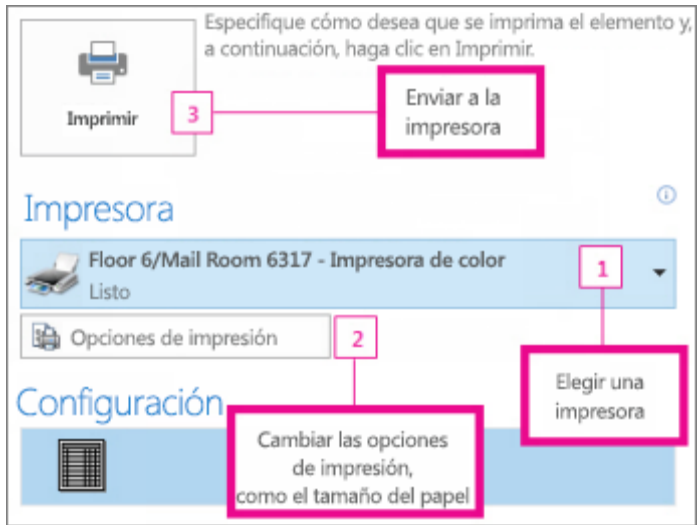 Especifique cómo desea que se imprima el elemento y,
a continuación, haga clic en Imprimir.
Imprimir
3
Enviar a la
impresora
Impresora
Floor 6/Mail Room 6317 - Impresora de color
Listo
1
Opciones de impresión
2
Elegir una
impresora
Configuración
Cambiar las opciones
de impresión,
como el tamaño del papel